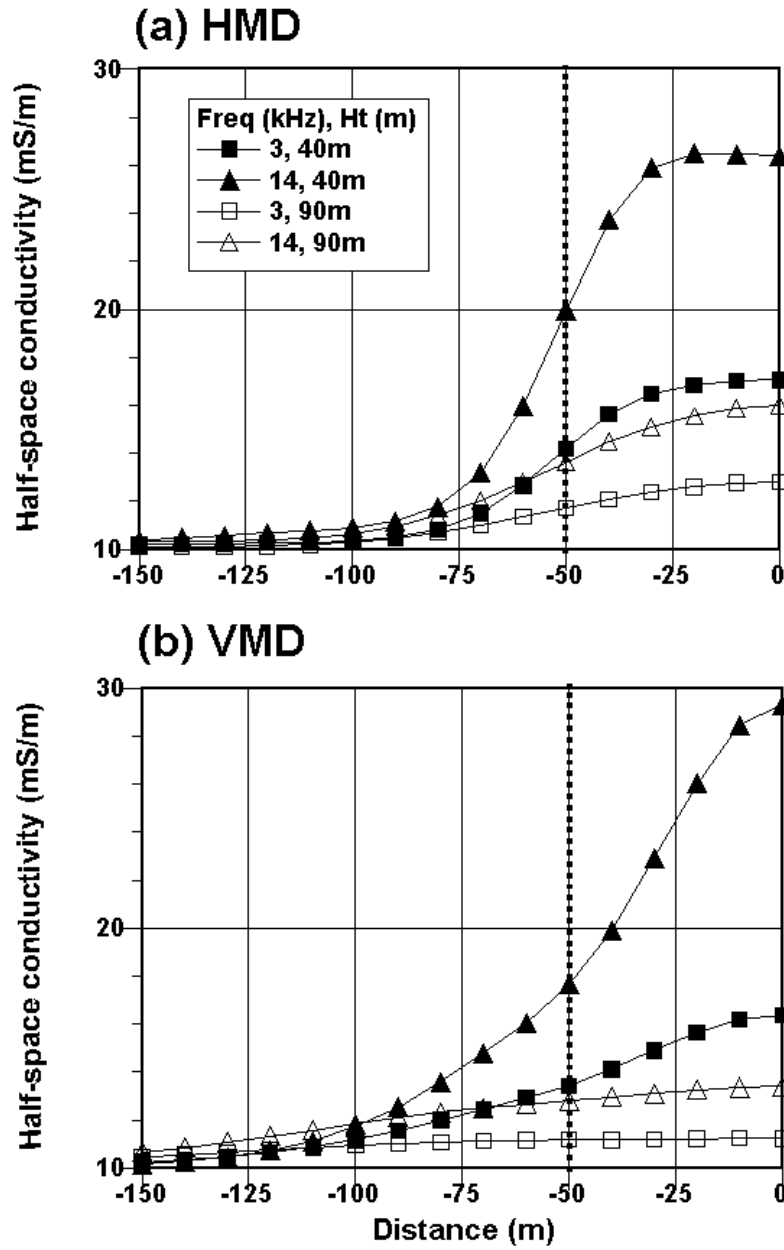 (a) HMD
Half-space conductivity (mS/m)
30
20
10
Freq (kHz), Ht (m)
3, 40m
14, 40m
3, 90m
14, 90m
-150 -125 -100 -75 -50 -25 0
(b) VMD
Half-space conductivity (mS/m)
30
20
10
-150 -125 -100 -75 -50 -25 0
Distance (m)